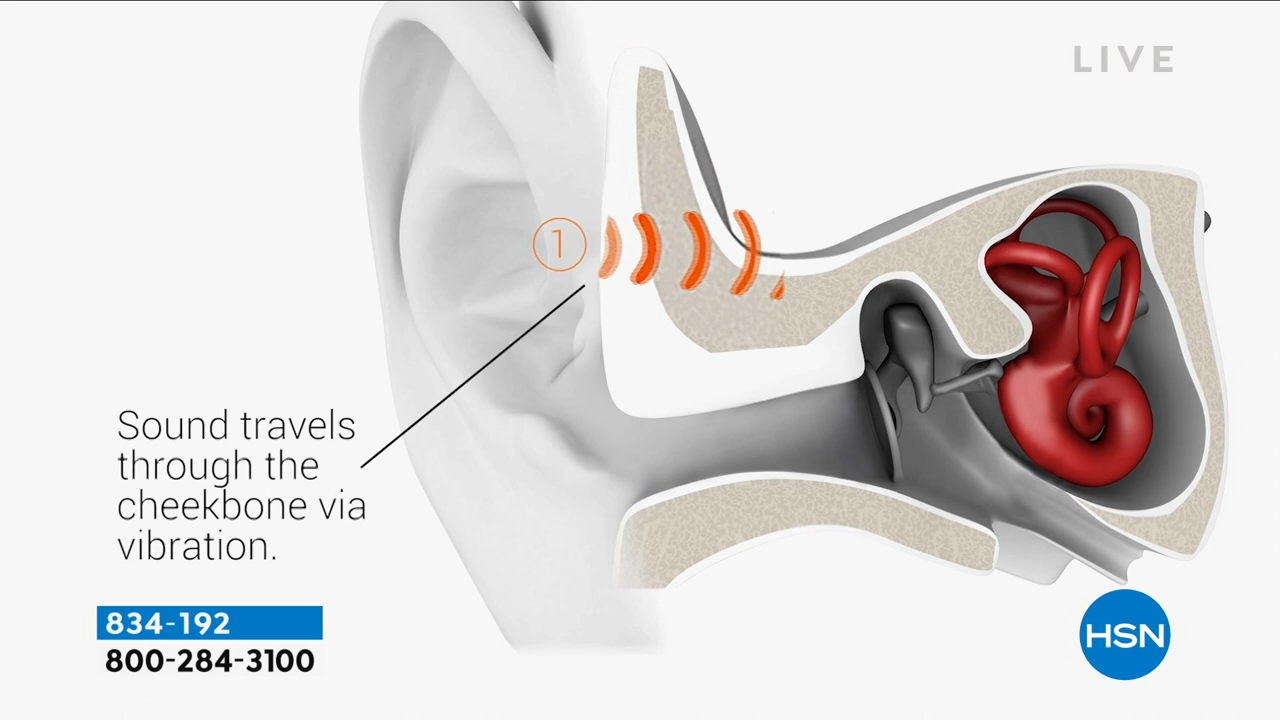 LIVE
1
Sound travels
through the
cheekbone via
vibration.
834-192
800-284-3100
HSN